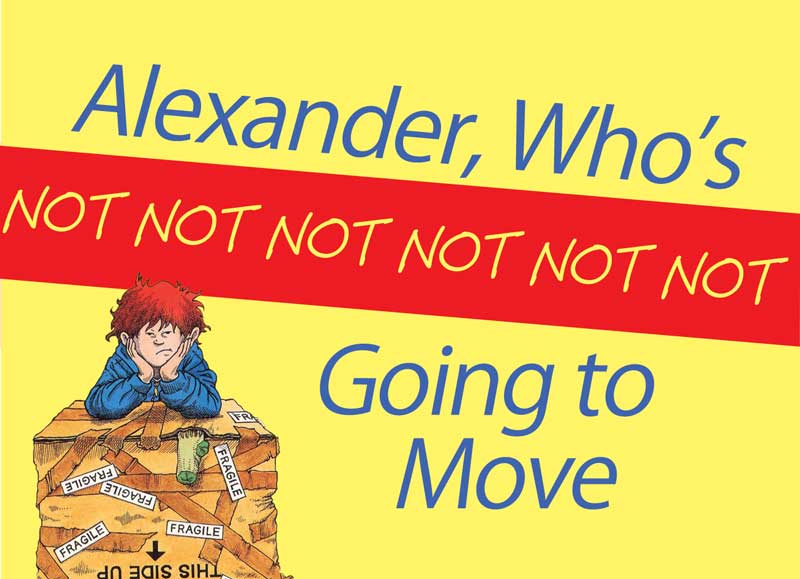 Alexander, Who's
NOT NOT NOT NOT NOT NOT
Going to
Move
FR
FRAGILE
FRAGILE
FRAGILE
FRAGILE
FRAGILE
THIS SIDE UP